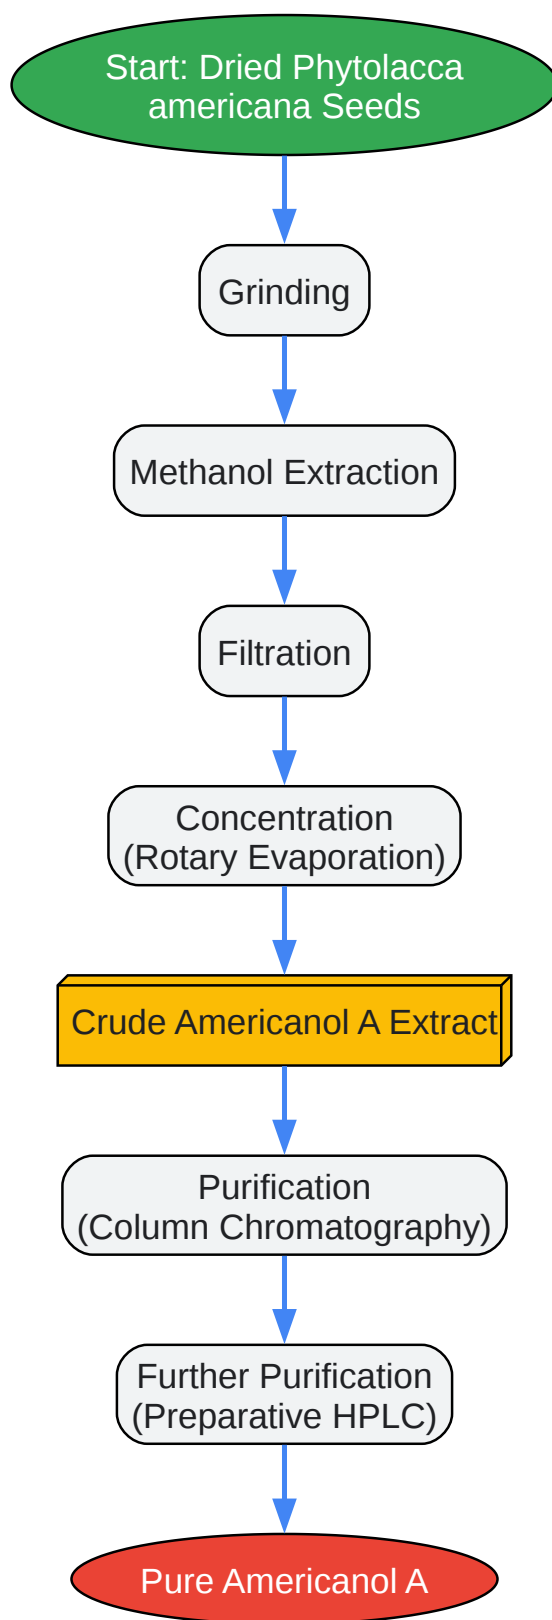 Start: Dried Phytolacca
americana Seeds
Grinding
Methanol Extraction
Filtration
Concentration
(Rotary Evaporation)
Crude Americanol A Extract
Purification
(Column Chromatography)
Further Purification
(Preparative HPLC)
Pure Americanol A